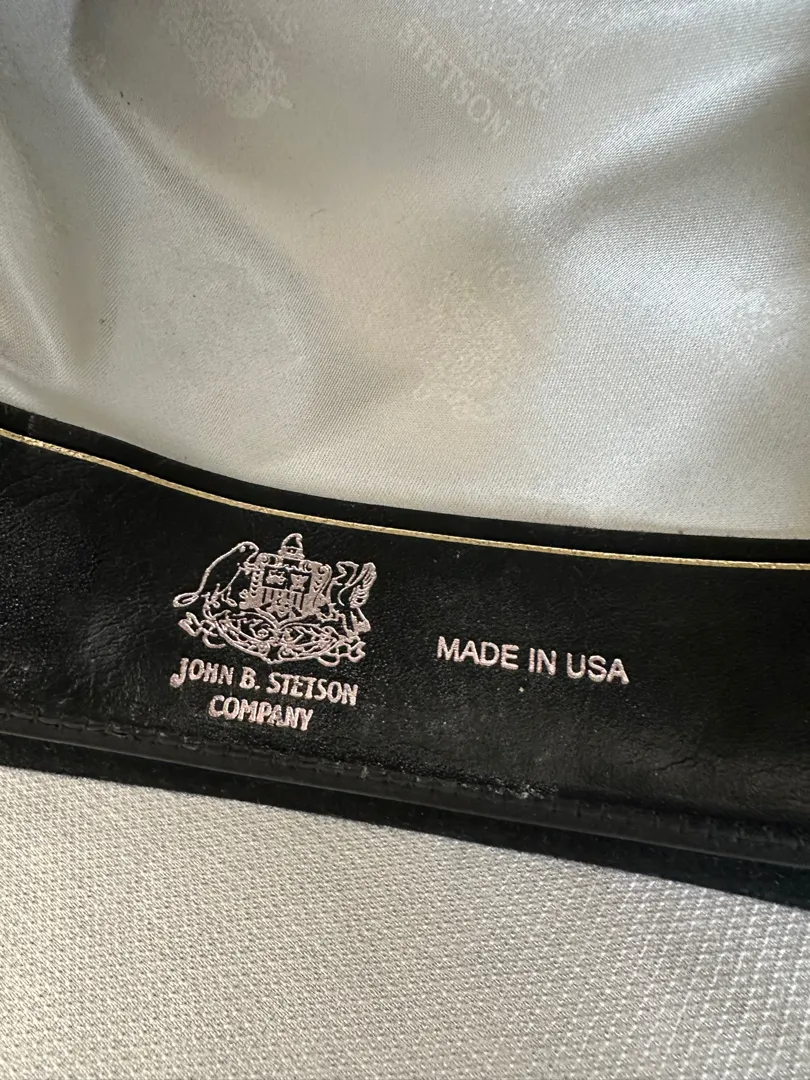 STETSON
JOHN B. STETSON
COMPANY
MADE IN USA